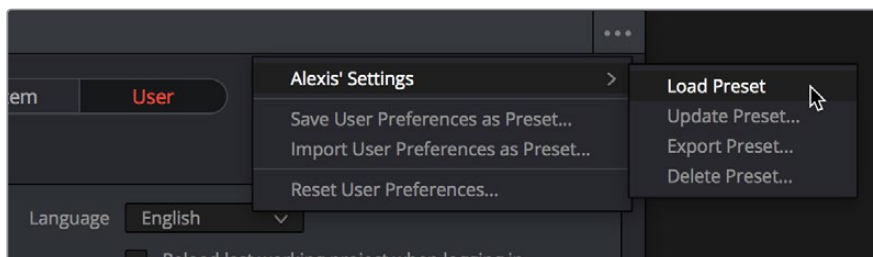 User
Alexis' Settings
Load Preset
Save User Preferences as Preset...
Update Preset...
Import User Preferences as Preset...
Export Preset...
Reset User Preferences...
Delete Preset...
Language English